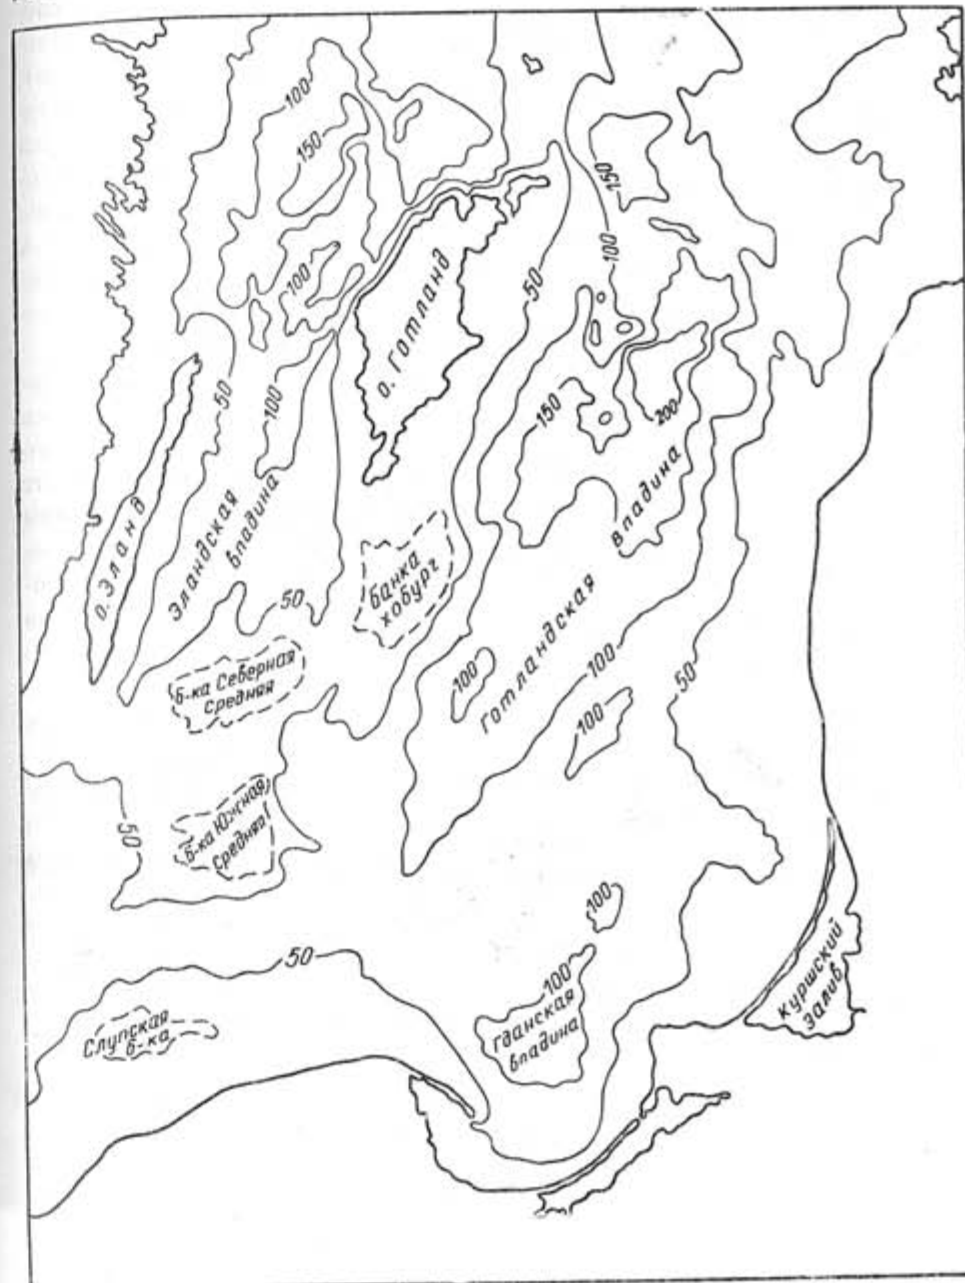 100
150
150
100
100
50
о. Готланд
50
100
150
200
о. Эланд
Эландская
впадина
впадина
Готландская
50
банка
хобург
100
100
100
50
б-ка Северная
Средняя
50
б-ка Южная
Средняя
100
50
100
Гданская
впадина
Слупская
б-ка
Куршский
залив